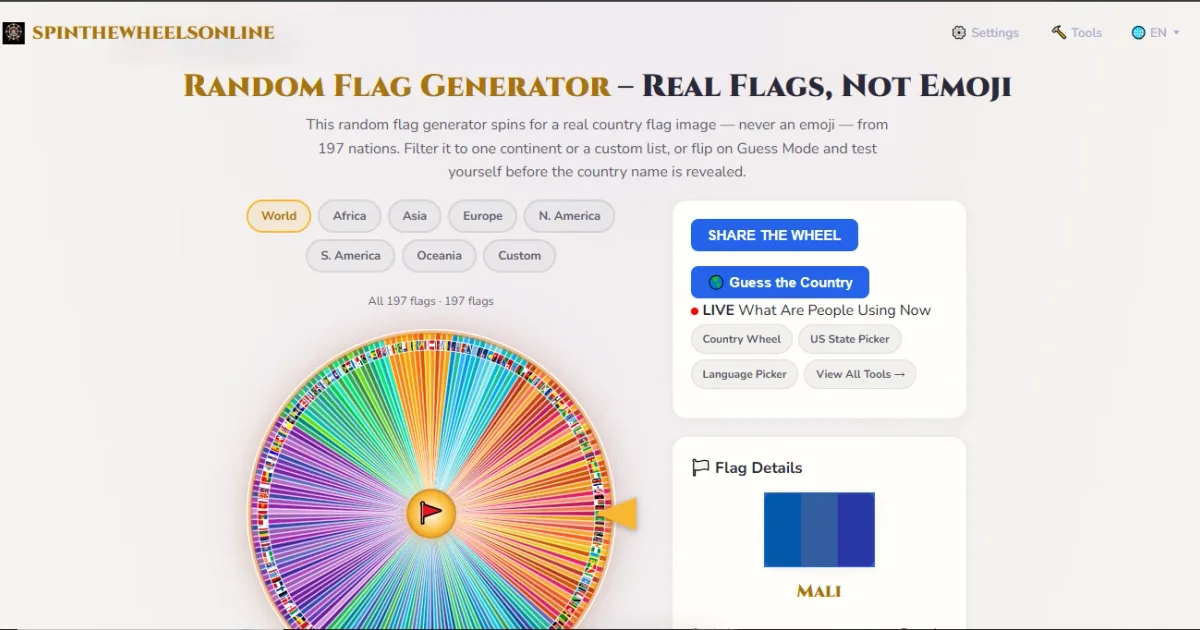 SPINTHEWHEELSONLINE
Settings
Tools
EN
Random Flag Generator – Real Flags, Not Emoji
This random flag generator spins for a real country flag image — never an emoji — from
197 nations. Filter it to one continent or a custom list, or flip on Guess Mode and test
yourself before the country name is revealed.
World
Africa
Asia
Europe
N. America
S. America
Oceania
Custom
All 197 flags · 197 flags
SHARE THE WHEEL
Guess the Country
LIVE What Are People Using Now
Country Wheel
US State Picker
Language Picker
View All Tools →
Flag Details
Mali